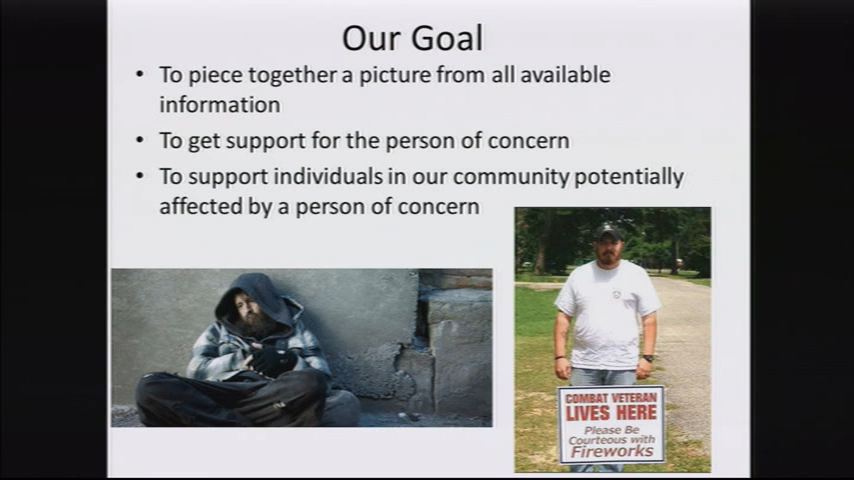 Our Goal
• To piece together a picture from all available
information
• To get support for the person of concern
• To support individuals in our community potentially
affected by a person of concern
COMBAT VETERAN
LIVES HERE
Please Be
Courteous with
Fireworks